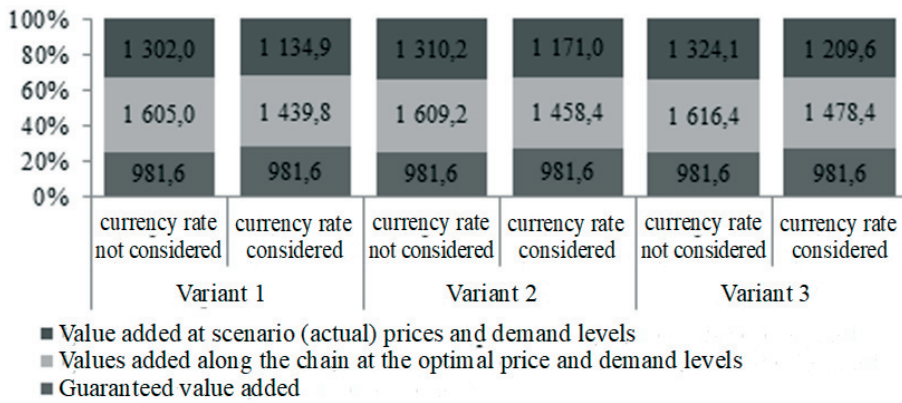 100%
80%
60%
40%
20%
0%
1 302,0 1 134,9 1 310,2 1 171,0 1 324,1 1 209,6
1 605,0 1 439,8 1 609,2 1 458,4 1 616,4 1 478,4
981,6 981,6 981,6 981,6 981,6 981,6
currency rate currency rate currency rate currency rate currency rate currency rate
not considered considered not considered considered not considered considered
Variant 1 Variant 2 Variant 3
Value added at scenario (actual) prices and demand levels
Values added along the chain at the optimal price and demand levels
Guaranteed value added